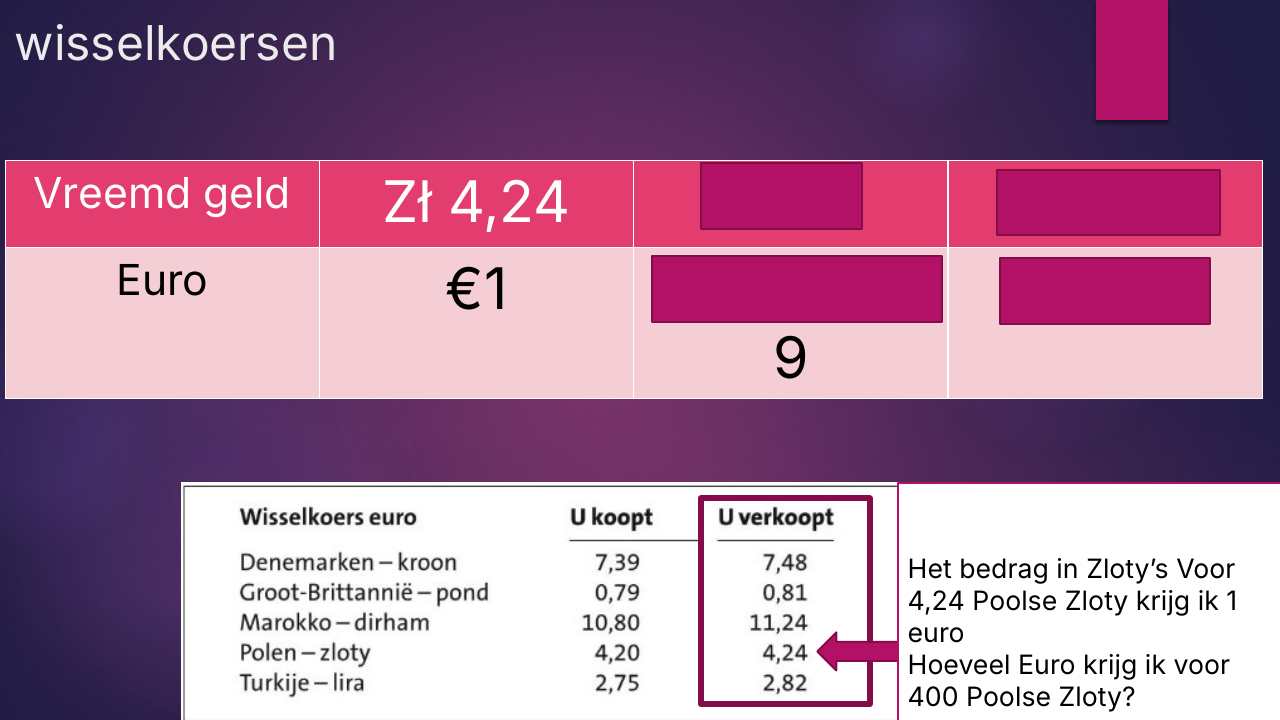 wisselkoersen
Vreemd geld Zł 4,24
Euro €1
9
Wisselkoers euro U koopt U verkoopt
Denemarken – kroon 7,39 7,48
Groot-Brittannië – pond 0,79 0,81
Marokko – dirham 10,80 11,24
Polen – zloty 4,20 4,24
Turkije – lira 2,75 2,82
Het bedrag in Zloty’s Voor
4,24 Poolse Zloty krijg ik 1
euro
Hoeveel Euro krijg ik voor
400 Poolse Zloty?